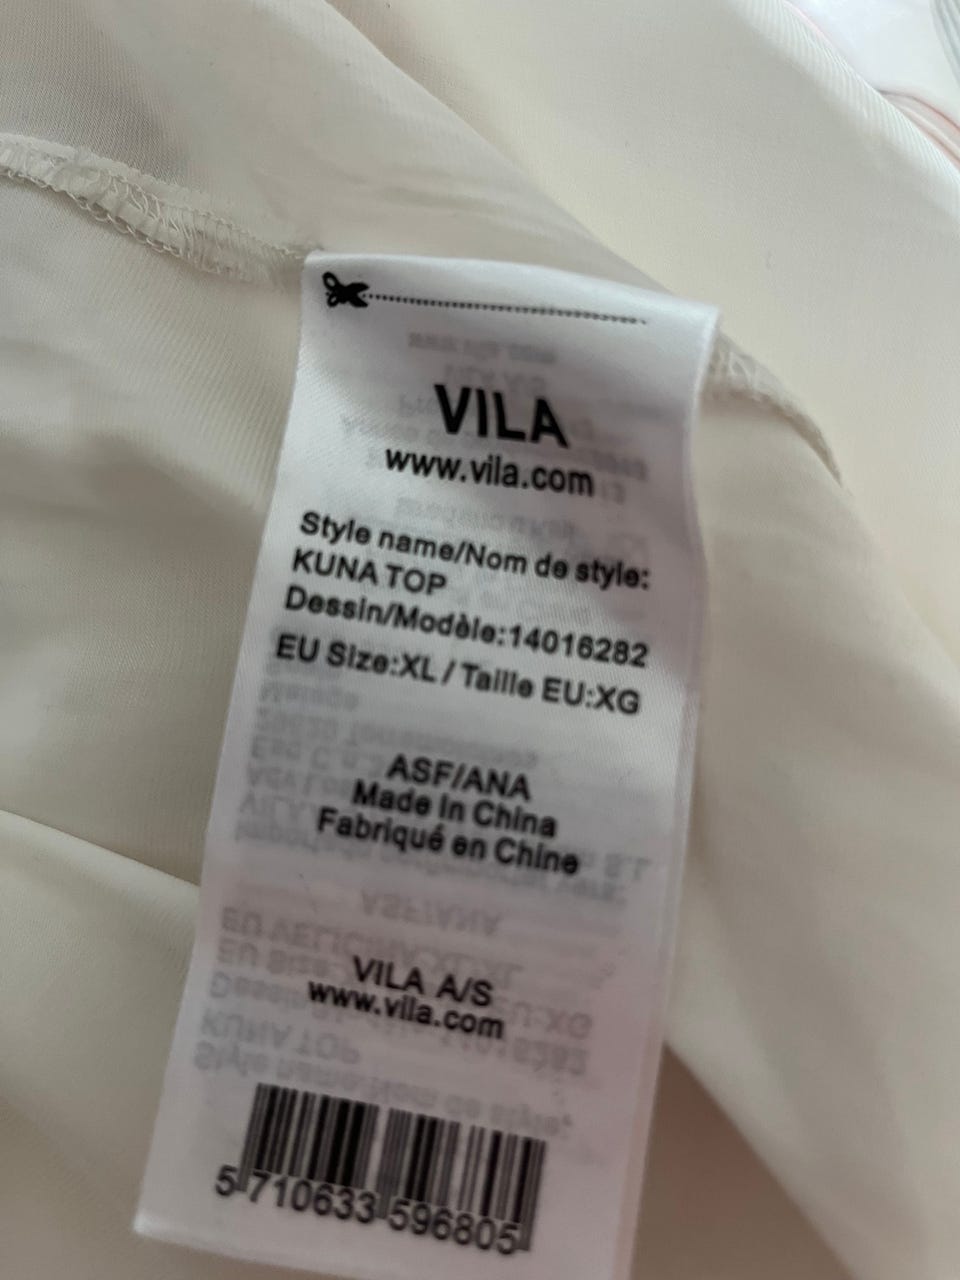 VILA
www.vila.com
Style name/Nom de style:
KUNA TOP
Dessin/Modèle:14016282
EU Size:XL / Taille EU:XG
ASF/ANA
Made in China
Fabriqué en Chine
VILA A/S
www.vila.com
5 710633 596805